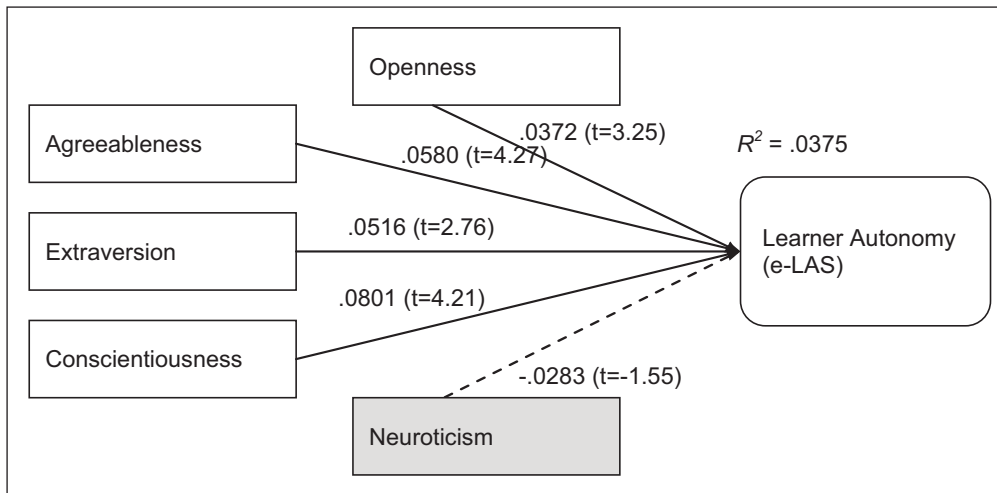 Openness
.0372 (t=3.25)
Agreeableness
.0580 (t=4.27)
R² = .0375
Extraversion
.0516 (t=2.76)
Learner Autonomy
(e-LAS)
.0801 (t=4.21)
Conscientiousness
-.0283 (t=-1.55)
Neuroticism